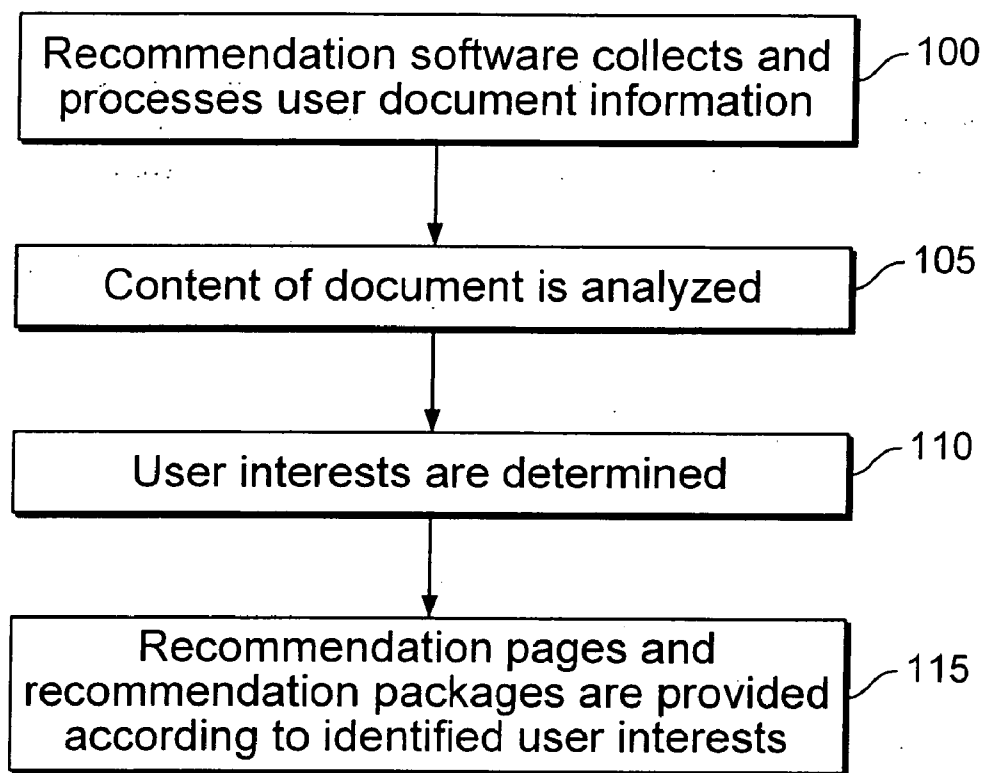 Recommendation software collects and
processes user document information
100
Content of document is analyzed
105
User interests are determined
110
Recommendation pages and
recommendation packages are provided
according to identified user interests
115